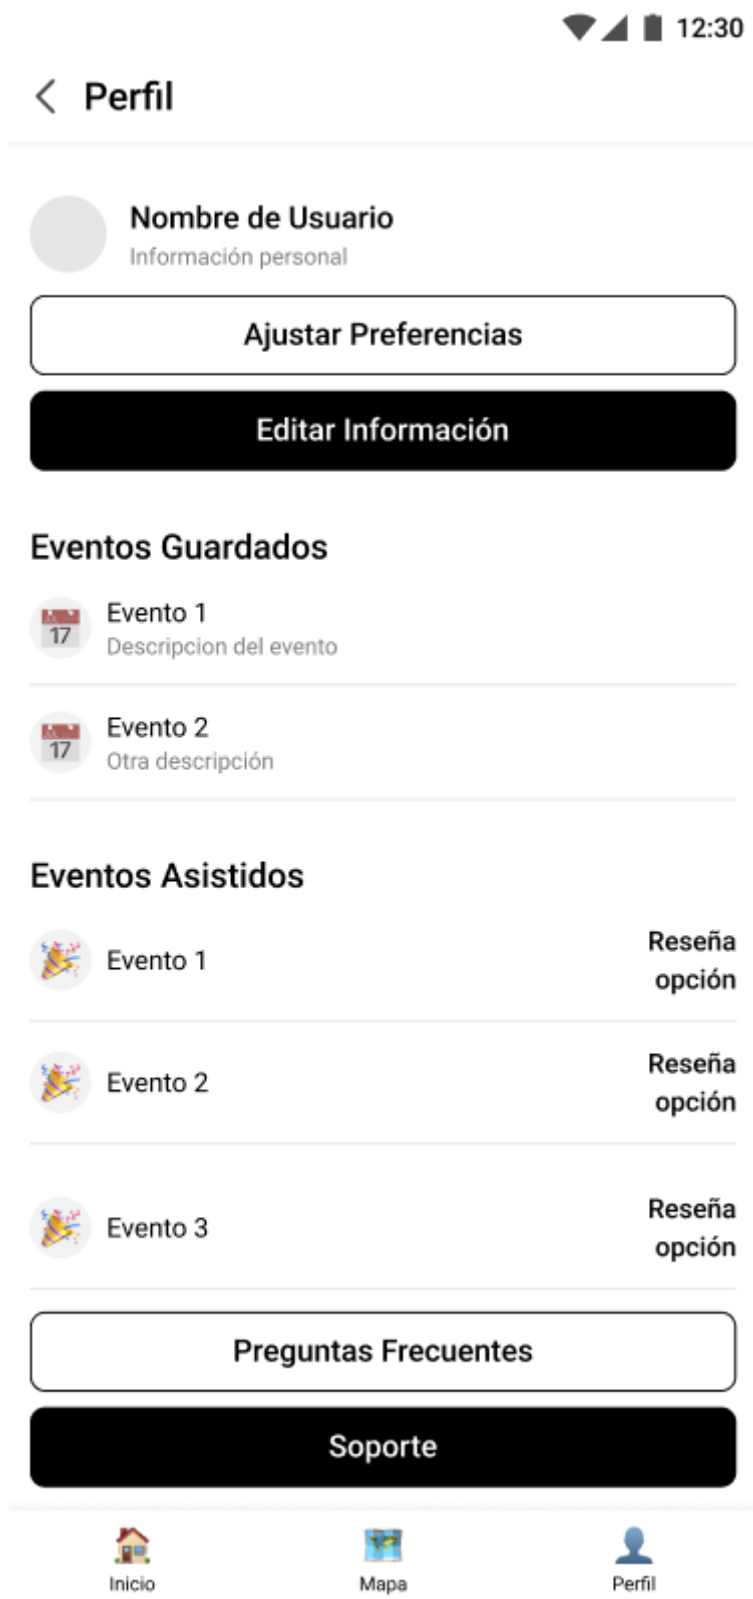 12:30
Perfil
Nombre de Usuario
Información personal
Ajustar Preferencias
Editar Información
Eventos Guardados
17
Evento 1
Descripcion del evento
17
Evento 2
Otra descripción
Eventos Asistidos
Evento 1
Reseña
opción
Evento 2
Reseña
opción
Evento 3
Reseña
opción
Preguntas Frecuentes
Soporte
Inicio
Mapa
Perfil